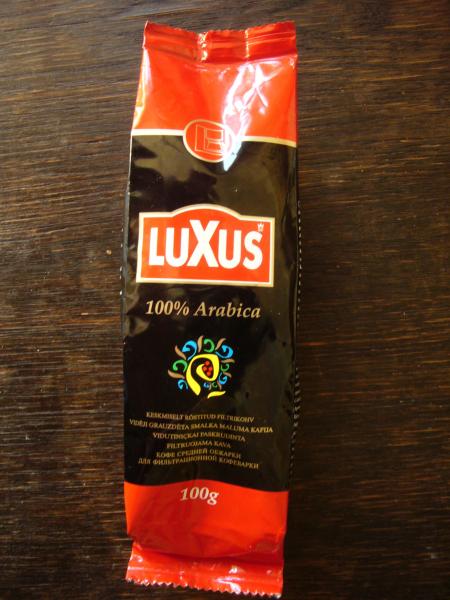 LUXUS
100% Arabica
KESKMISELT RÖSTITUD FILTRIKOHV
VIDĒJI GRAUZDĒTA SMALKA MALUMA KAFIJA
VIDUTINIŠKAI PASKRUDINTA
FILTRUOJAMA KAVA
КОФЕ СРЕДНЕЙ ОБЖАРКИ
ДЛЯ ФИЛЬТРАЦИОННОЙ КОФЕВАРКИ
100g